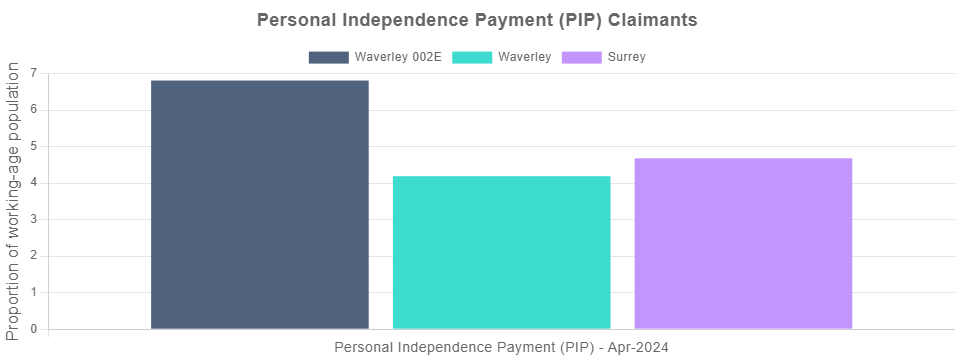 Personal Independence Payment (PIP) Claimants
Waverley 002E
Waverley
Surrey
Proportion of working-age population
7
6
5
4
3
2
1
0
Personal Independence Payment (PIP) - Apr-2024